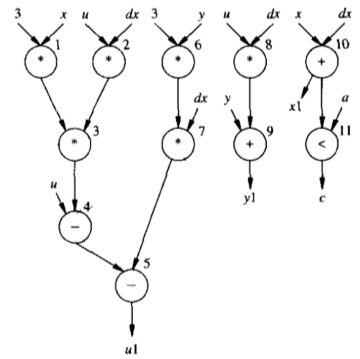 3 x u dx 3 y u dx x dx
* 1 * 2 * 6 * 8 + 10
dx y x1 a
* 3 * 7 + 9 < 11
u y1 c
− 4
− 5
u1